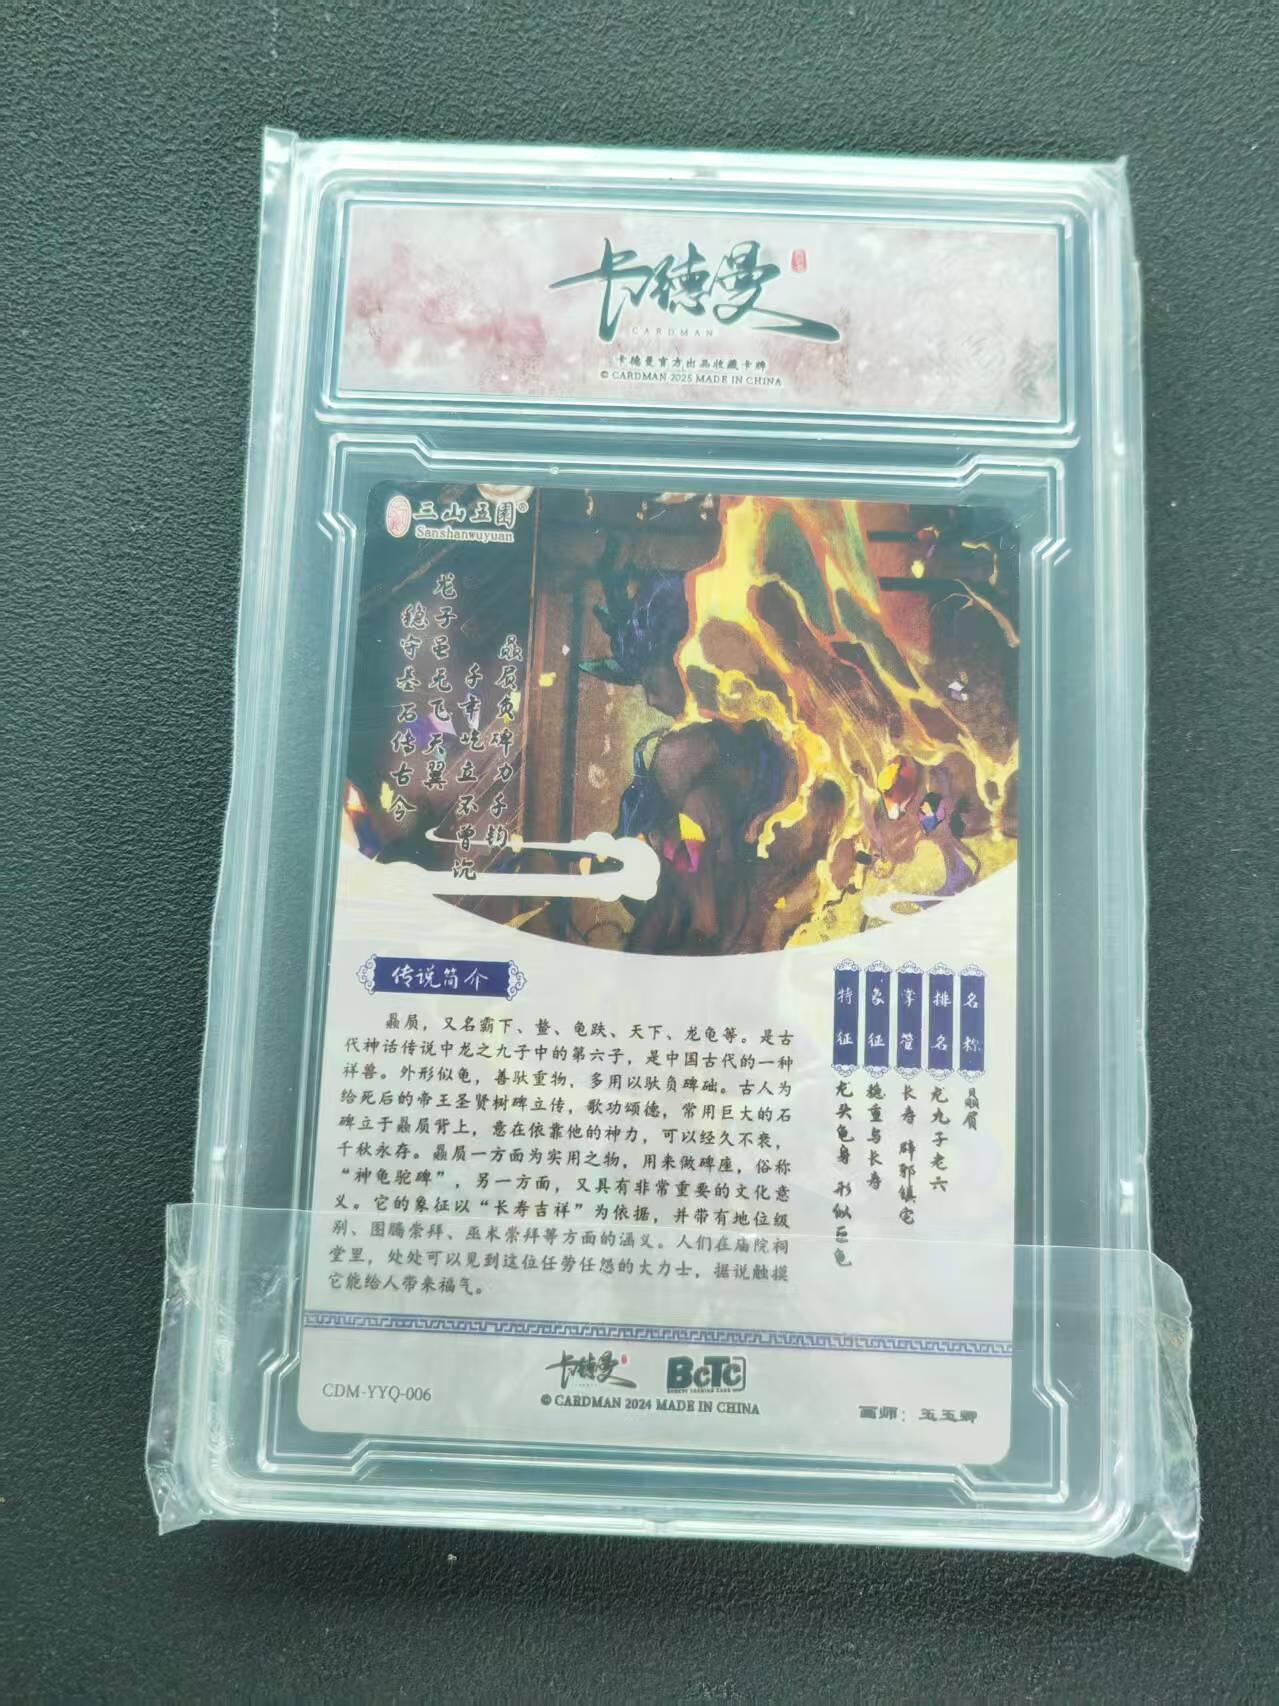 卡德曼
CARDMAN
卡德曼官方出品收藏卡牌
© CARDMAN 2025 MADE IN CHINA
三山五园®
Sanshanwuyuan
赑屃负碑力千钧
千年屹立不曾沉
龙子虽无飞天翼
稳守基石传古今
传说简介
赑屃，又名霸下、鳌、龟趺、天下、龙龟等。是古
代神话传说中龙之九子中的第六子，是中国古代的一种
祥兽。外形似龟，善驮重物，多用以驮负碑础。古人为
给死后的帝王圣贤树碑立传，歌功颂德，常用巨大的石
碑立于赑屃背上，意在依靠他的神力，可以经久不衰，
千秋永存。赑屃一方面为实用之物，用来做碑座，俗称
“神龟驼碑”，另一方面，又具有非常重要的文化意
义。它的象征以“长寿吉祥”为依据，并带有地位级
别、图腾崇拜、巫术崇拜等方面的涵义。人们在庙院祠
堂里，处处可以见到这位任劳任怨的大力士，据说触摸
它能给人带来福气。
名称 赑屃
排名 龙九子老六
掌管 长寿 辟邪镇宅
象征 稳重与长寿
特征 龙头龟身 形似巨龟
CDM-YYQ-006
卡德曼
BCTC
© CARDMAN 2024 MADE IN CHINA
画师：玉玉卿